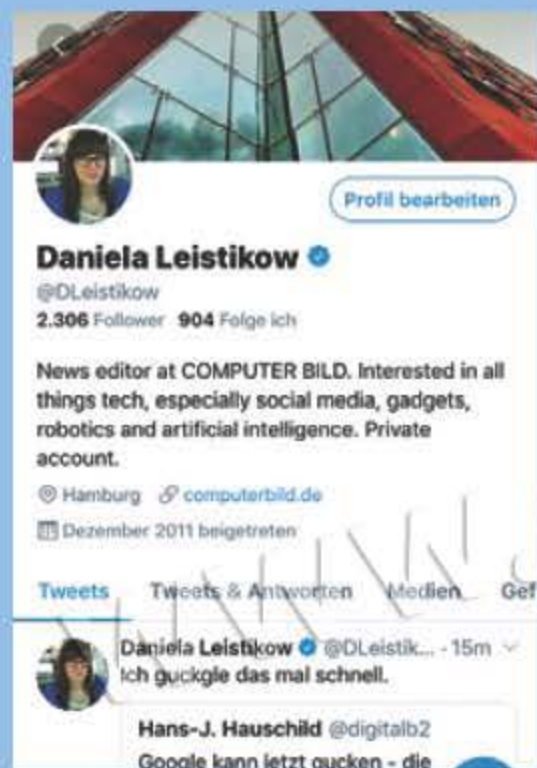 Profil bearbeiten
Daniela Leistikow
@DLeistikow
2.306 Follower 904 Folge ich
News editor at COMPUTER BILD. Interested in all
things tech, especially social media, gadgets,
robotics and artificial intelligence. Private
account.
Hamburg computerbild.de
Dezember 2011 beigetreten
Tweets Tweets & Antworten Medien Gef
Daniela Leistikow @DLeistik... · 15m
Ich guckgle das mal schnell.
Hans-J. Hauschild @digitalb2
Google kann jetzt gucken – die